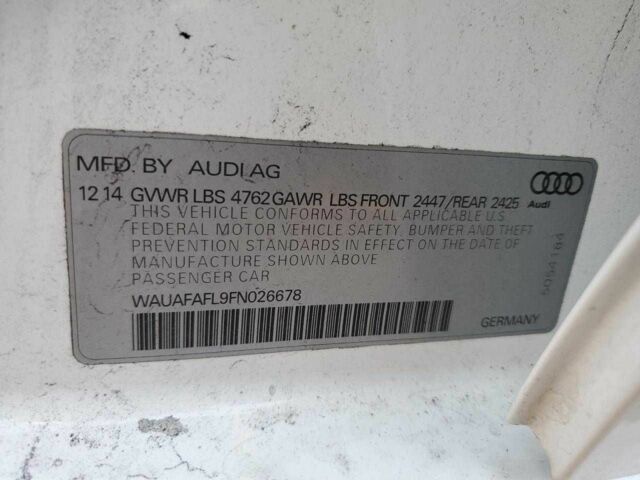 MFD. BY AUDI AG
12 14 GVWR LBS 4762 GAWR LBS FRONT 2447/REAR 2425
THIS VEHICLE CONFORMS TO ALL APPLICABLE U.S.
FEDERAL MOTOR VEHICLE SAFETY, BUMPER AND THEFT
PREVENTION STANDARDS IN EFFECT ON THE DATE OF
MANUFACTURE SHOWN ABOVE
PASSENGER CAR
WAUAFAFL9FN026678
Audi
5054184
GERMANY